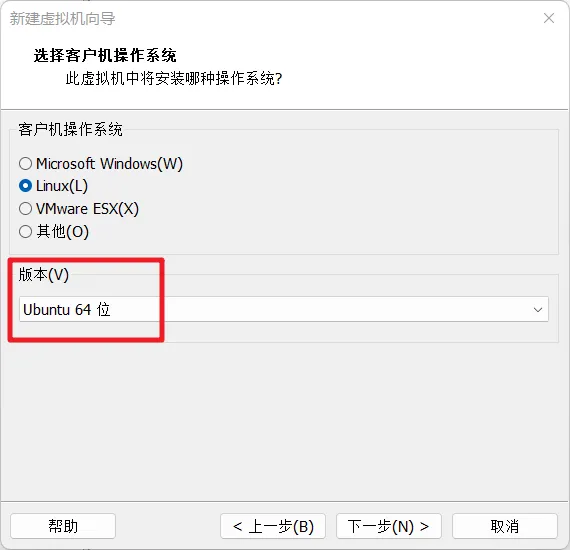 新建虚拟机向导
选择客户机操作系统
此虚拟机中将安装哪种操作系统?
客户机操作系统
Microsoft Windows(W)
Linux(L)
VMware ESX(X)
其他(O)
版本(V)
Ubuntu 64 位
帮助
< 上一步(B)
下一步(N) >
取消